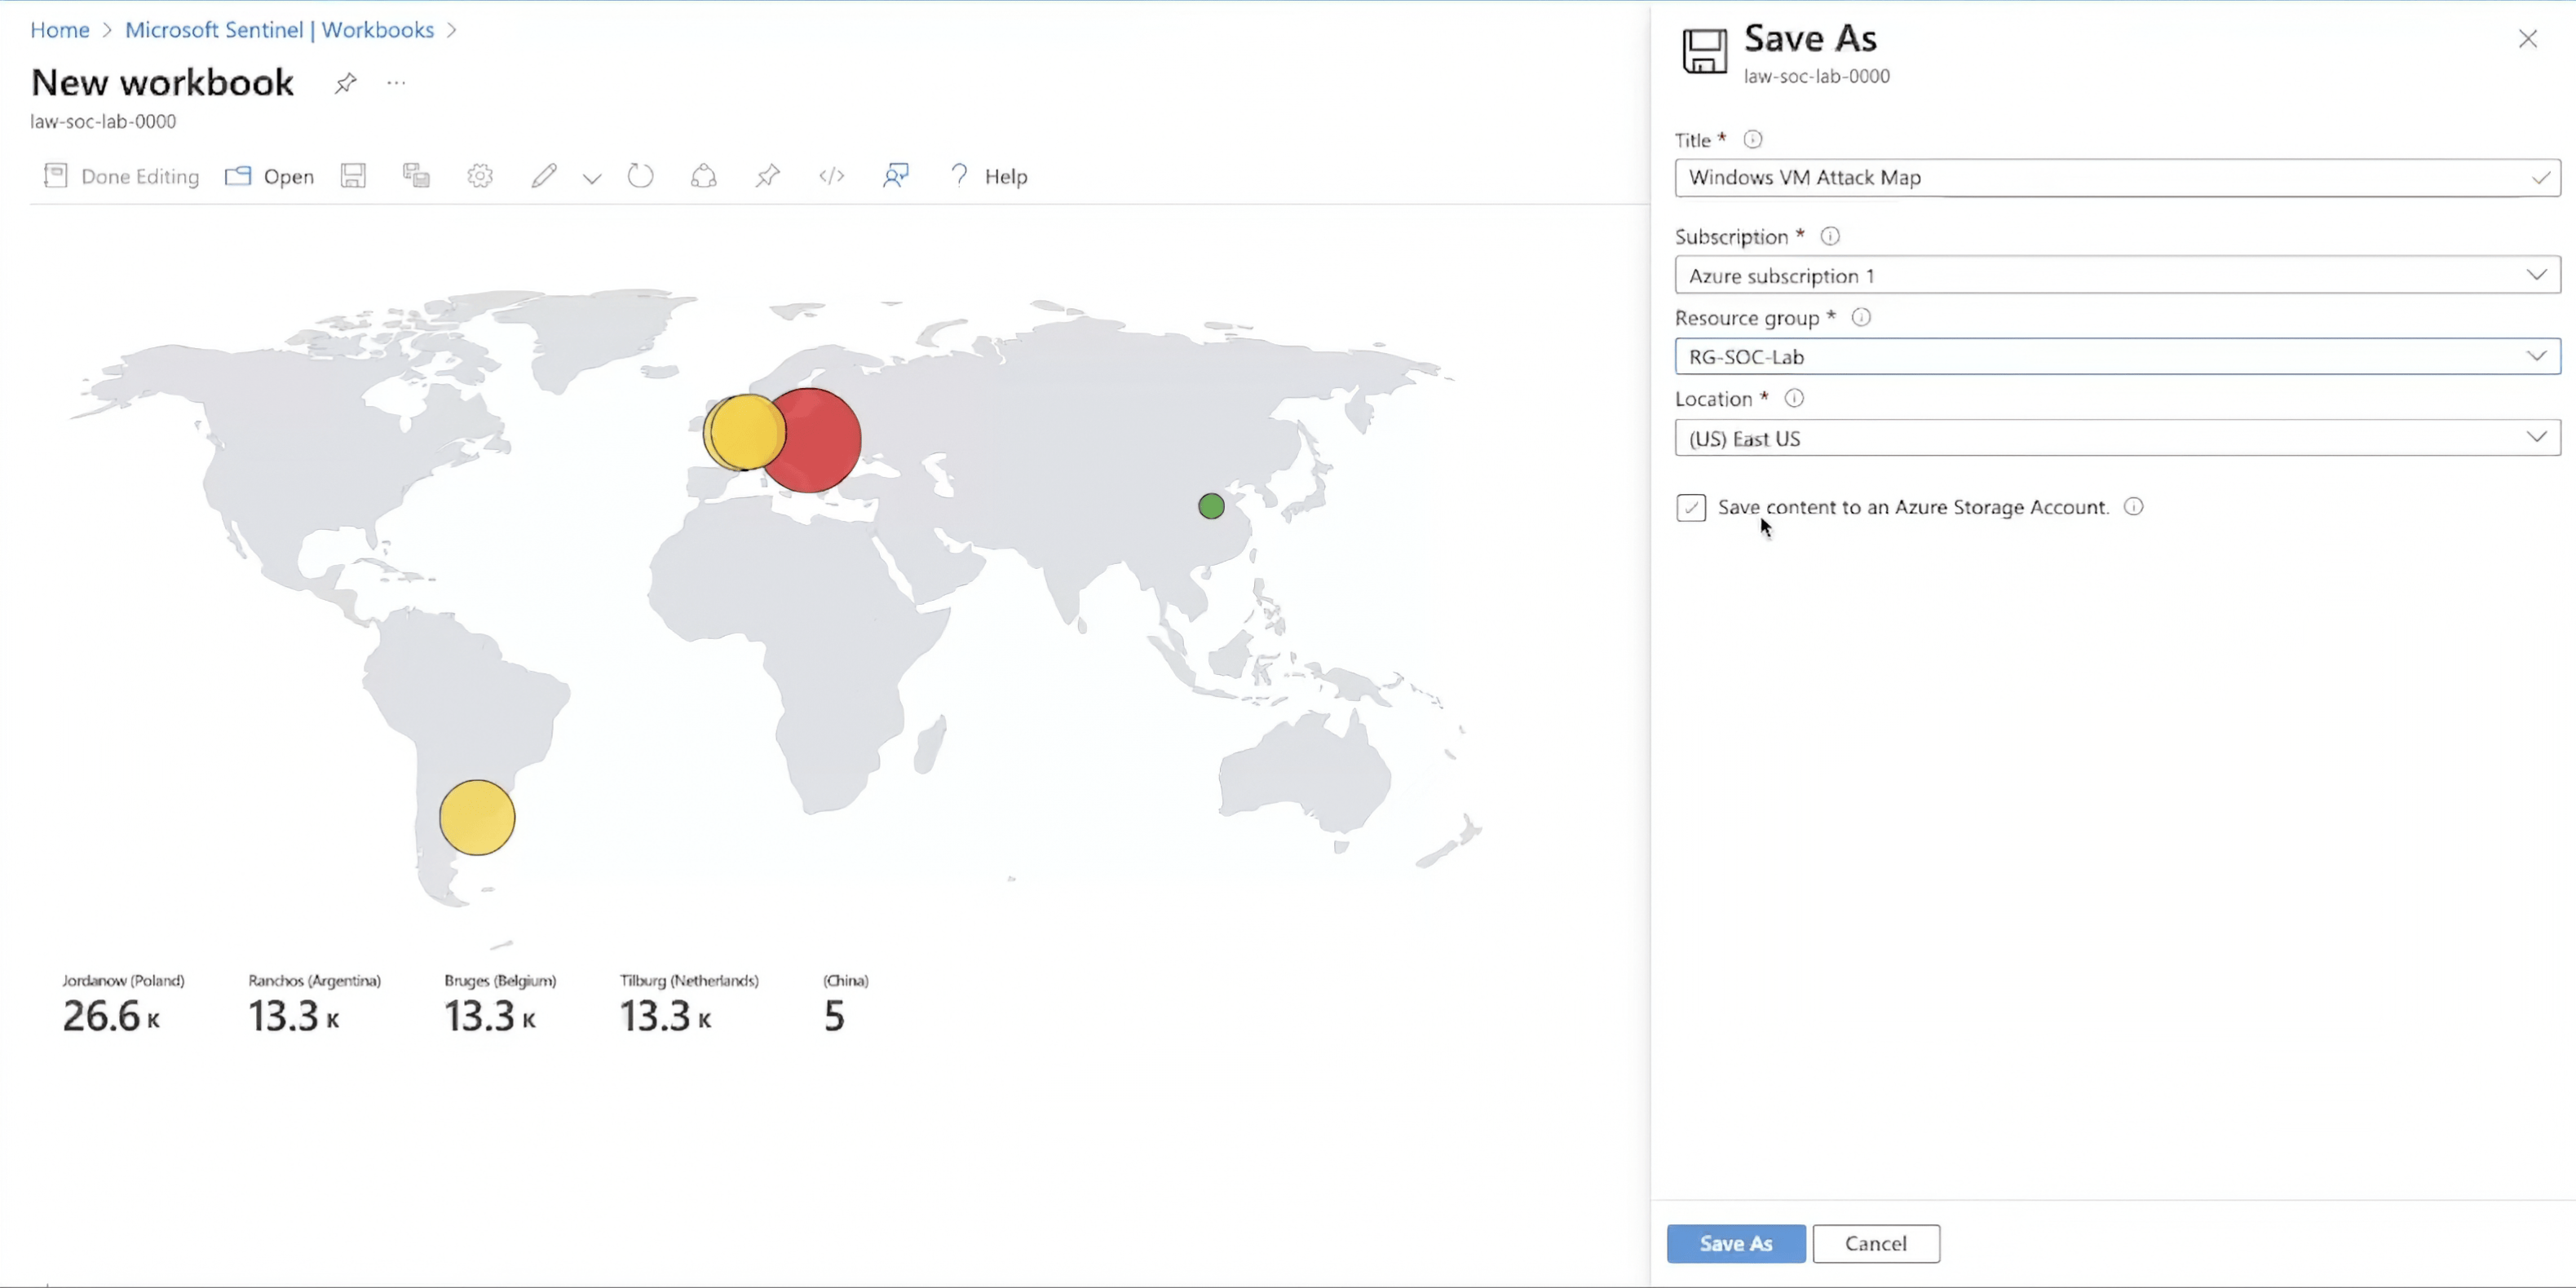 Home > Microsoft Sentinel | Workbooks >
New workbook ...
law-soc-lab-0000
Done Editing Open </> ? Help
Jordanow (Poland) Ranchos (Argentina) Bruges (Belgium) Tilburg (Netherlands) (China)
26.6 K 13.3 K 13.3 K 13.3 K 5
Save As
law-soc-lab-0000
Title *
Windows VM Attack Map
Subscription *
Azure subscription 1
Resource group *
RG-SOC-Lab
Location *
(US) East US
Save content to an Azure Storage Account.
Save As Cancel